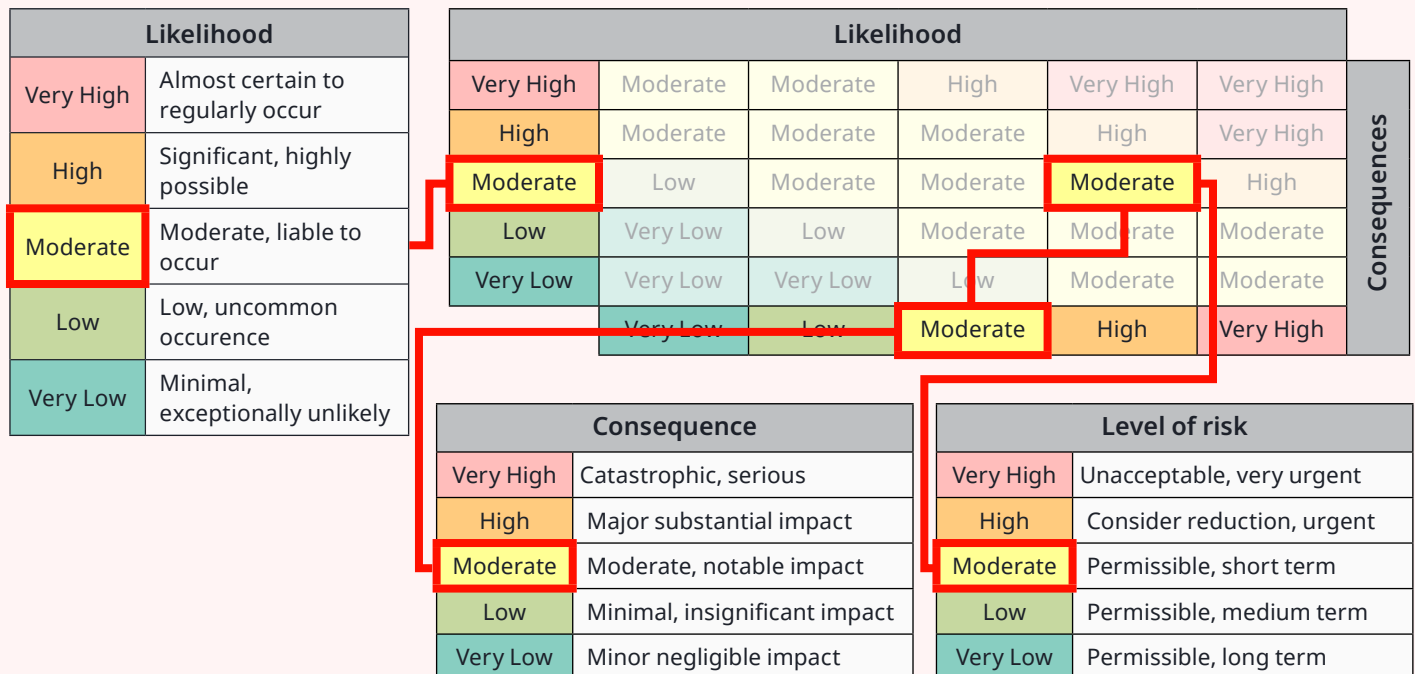 Likelihood
Very High
Almost certain to
regularly occur
High
Significant, highly
possible
Moderate
Moderate, liable to
occur
Low
Low, uncommon
occurence
Very Low
Minimal,
exceptionally unlikely
Likelihood
Very High Moderate Moderate High Very High Very High
High Moderate Moderate Moderate High Very High
Moderate Low Moderate Moderate Moderate High
Low Very Low Low Moderate Moderate Moderate
Very Low Very Low Very Low Low Moderate Moderate
Very Low Low Moderate High Very High
Consequences
Consequence
Very High Catastrophic, serious
High Major substantial impact
Moderate Moderate, notable impact
Low Minimal, insignificant impact
Very Low Minor negligible impact
Level of risk
Very High Unacceptable, very urgent
High Consider reduction, urgent
Moderate Permissible, short term
Low Permissible, medium term
Very Low Permissible, long term